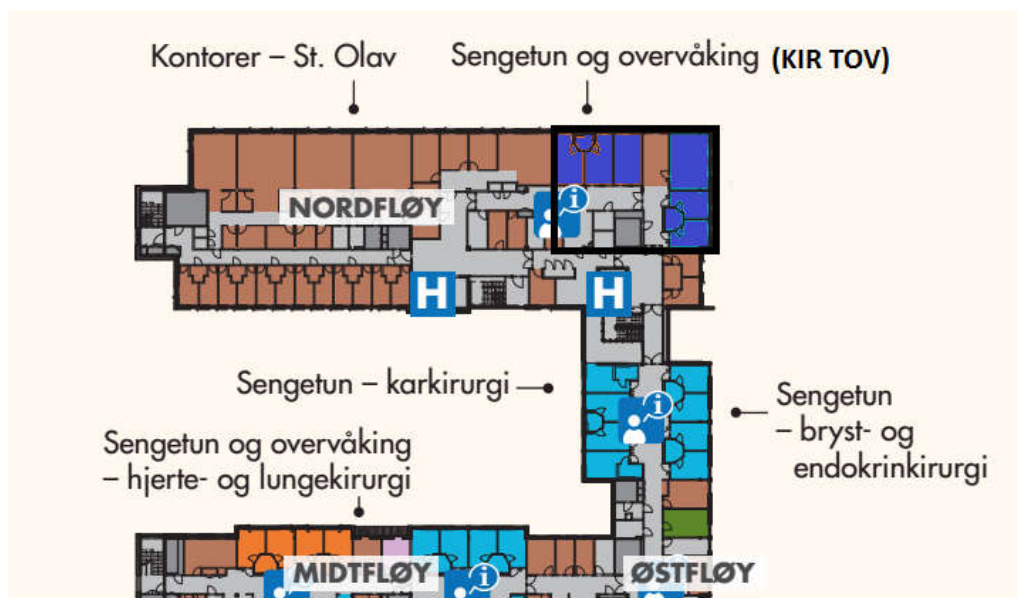 Kontorer – St. Olav
Sengetun og overvåking (KIR TOV)
i
NORDFLØY
H
H
Sengetun – karkirurgi
i
Sengetun
– bryst- og
endokrinkirurgi
Sengetun og overvåking
– hjerte- og lungekirurgi
MIDTFLØY
i
ØSTFLØY